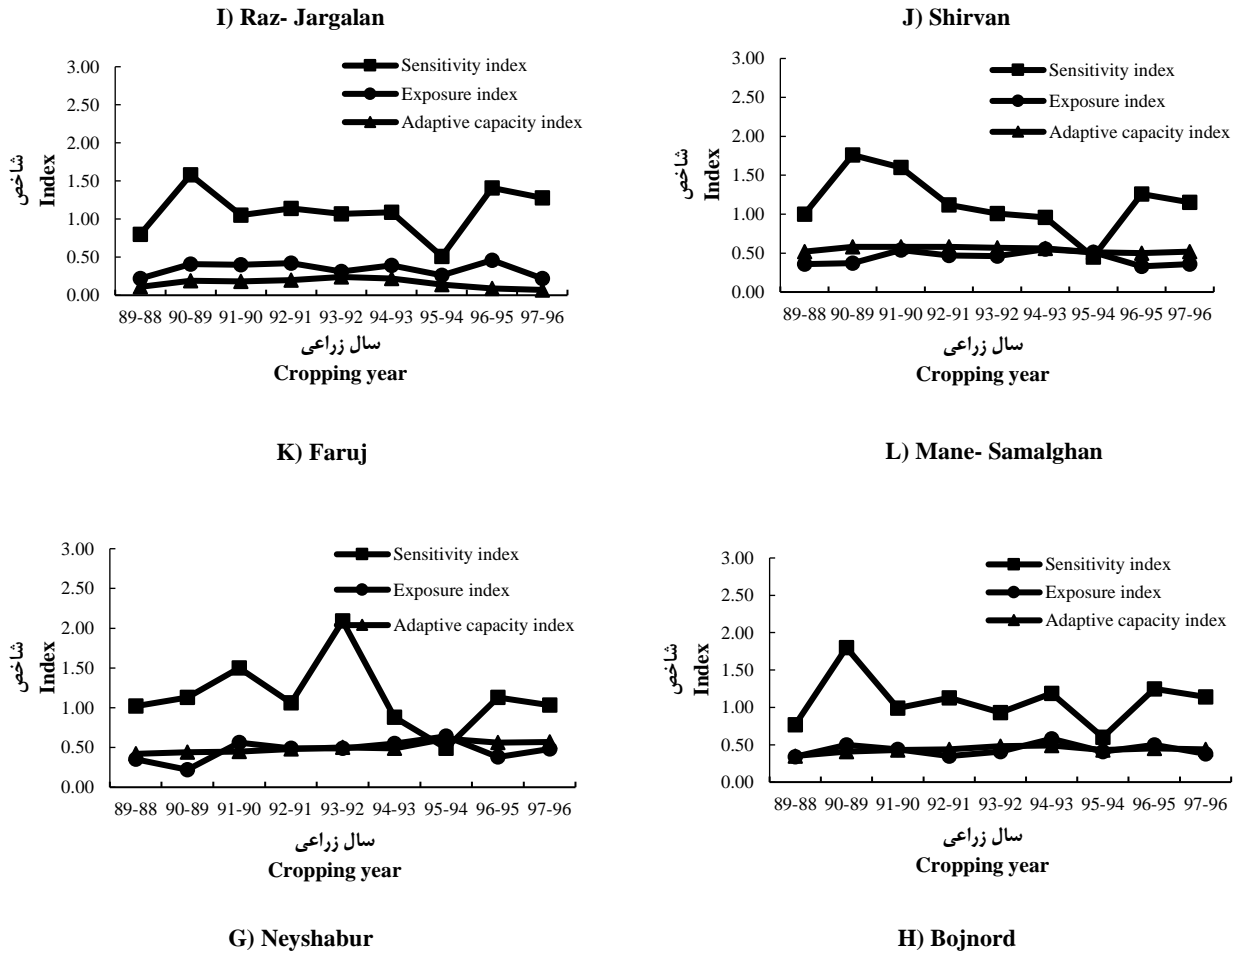 I) Raz- Jargalan
3.00
2.50
2.00
1.50
1.00
0.50
0.00
Sensitivity index
Exposure index
Adaptive capacity index
شاخص
Index
89-88 90-89 91-90 92-91 93-92 94-93 95-94 96-95 97-96
سال زراعی
Cropping year
J) Shirvan
3.00
2.50
2.00
1.50
1.00
0.50
0.00
Sensitivity index
Exposure index
Adaptive capacity index
شاخص
Index
89-88 90-89 91-90 92-91 93-92 94-93 95-94 96-95 97-96
سال زراعی
Cropping year
K) Faruj
3.00
2.50
2.00
1.50
1.00
0.50
0.00
Sensitivity index
Exposure index
Adaptive capacity index
شاخص
Index
89-88 90-89 91-90 92-91 93-92 94-93 95-94 96-95 97-96
سال زراعی
Cropping year
L) Mane- Samalghan
3.00
2.50
2.00
1.50
1.00
0.50
0.00
Sensitivity index
Exposure index
Adaptive capacity index
شاخص
Index
89-88 90-89 91-90 92-91 93-92 94-93 95-94 96-95 97-96
سال زراعی
Cropping year
G) Neyshabur
H) Bojnord